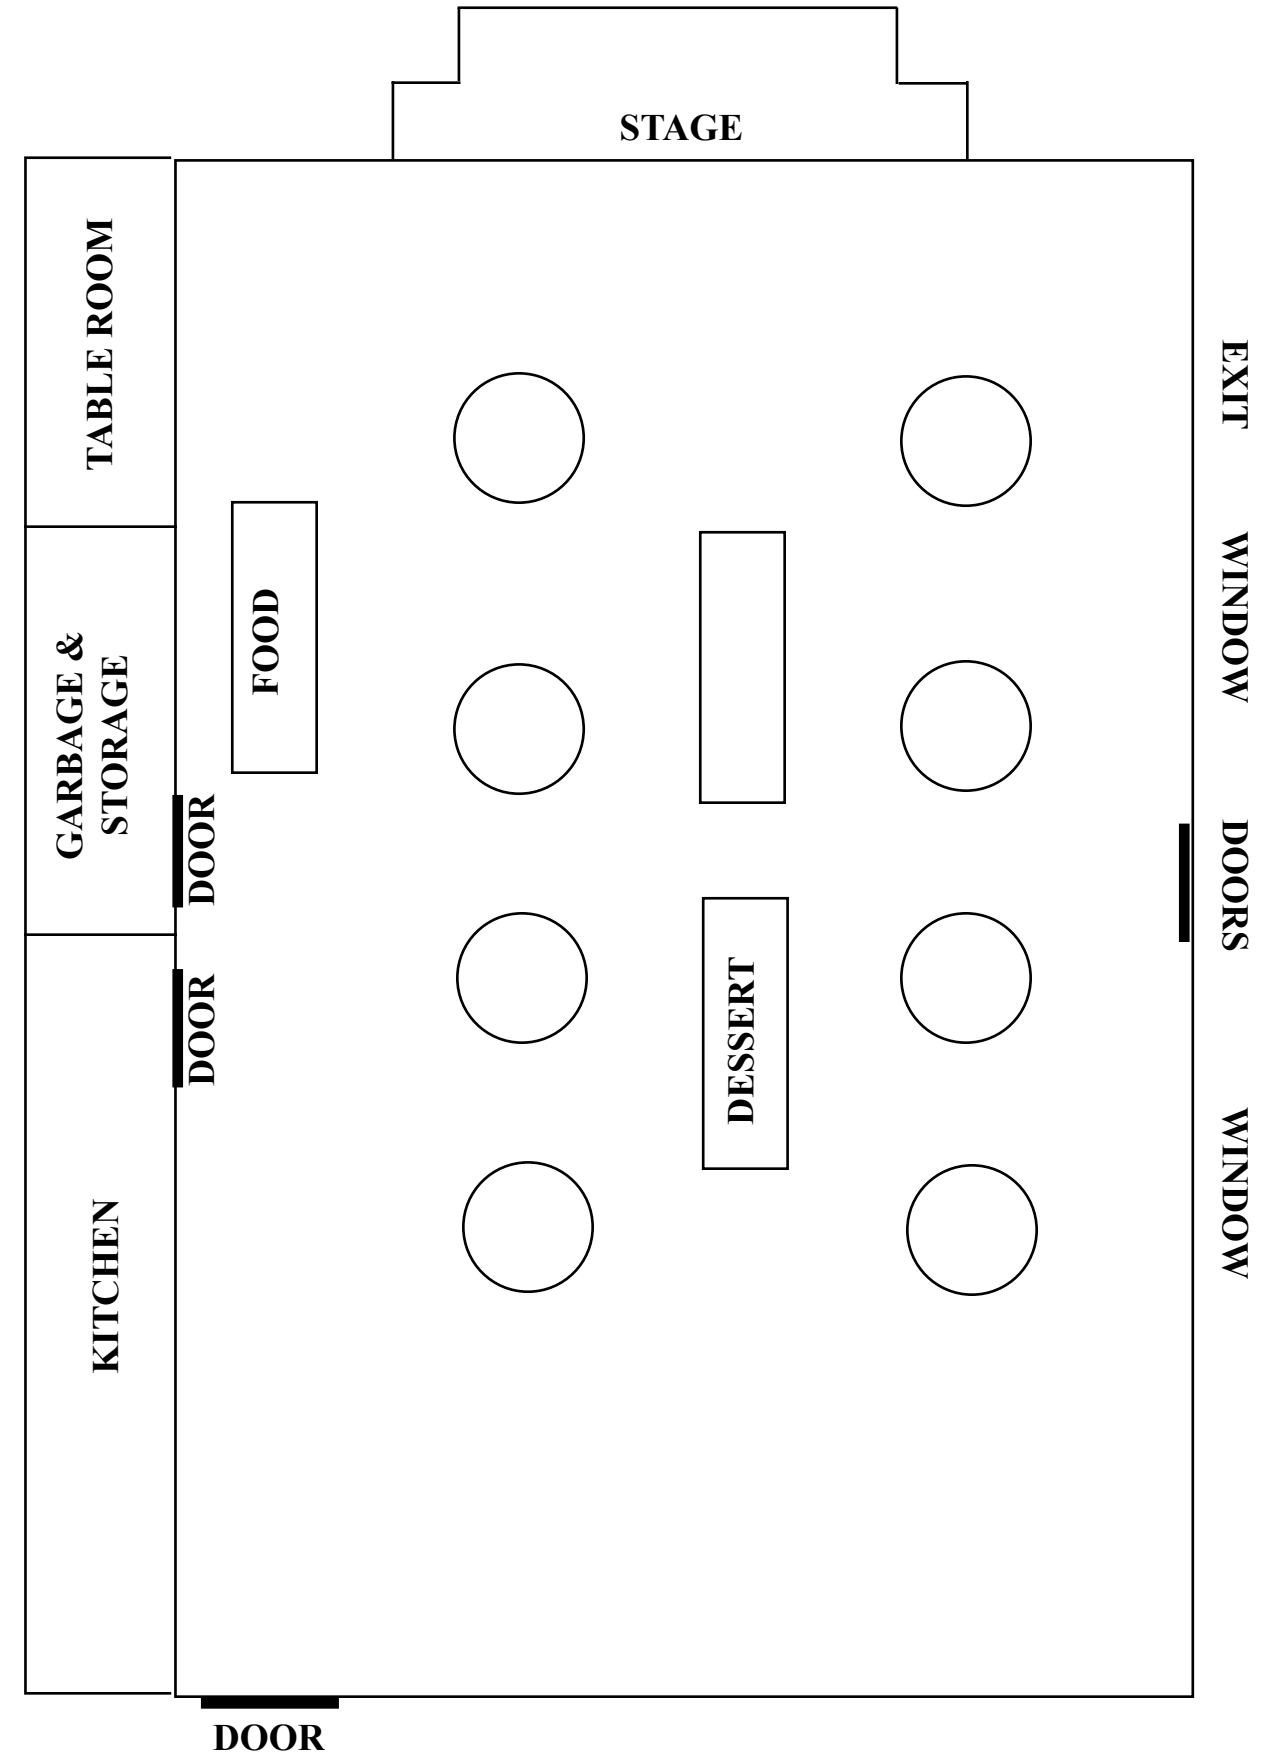 STAGE
TABLE ROOM
EXIT
WINDOW
FOOD
GARBAGE &
STORAGE
DOOR
DOORS
DOOR
DESSERT
WINDOW
KITCHEN
DOOR